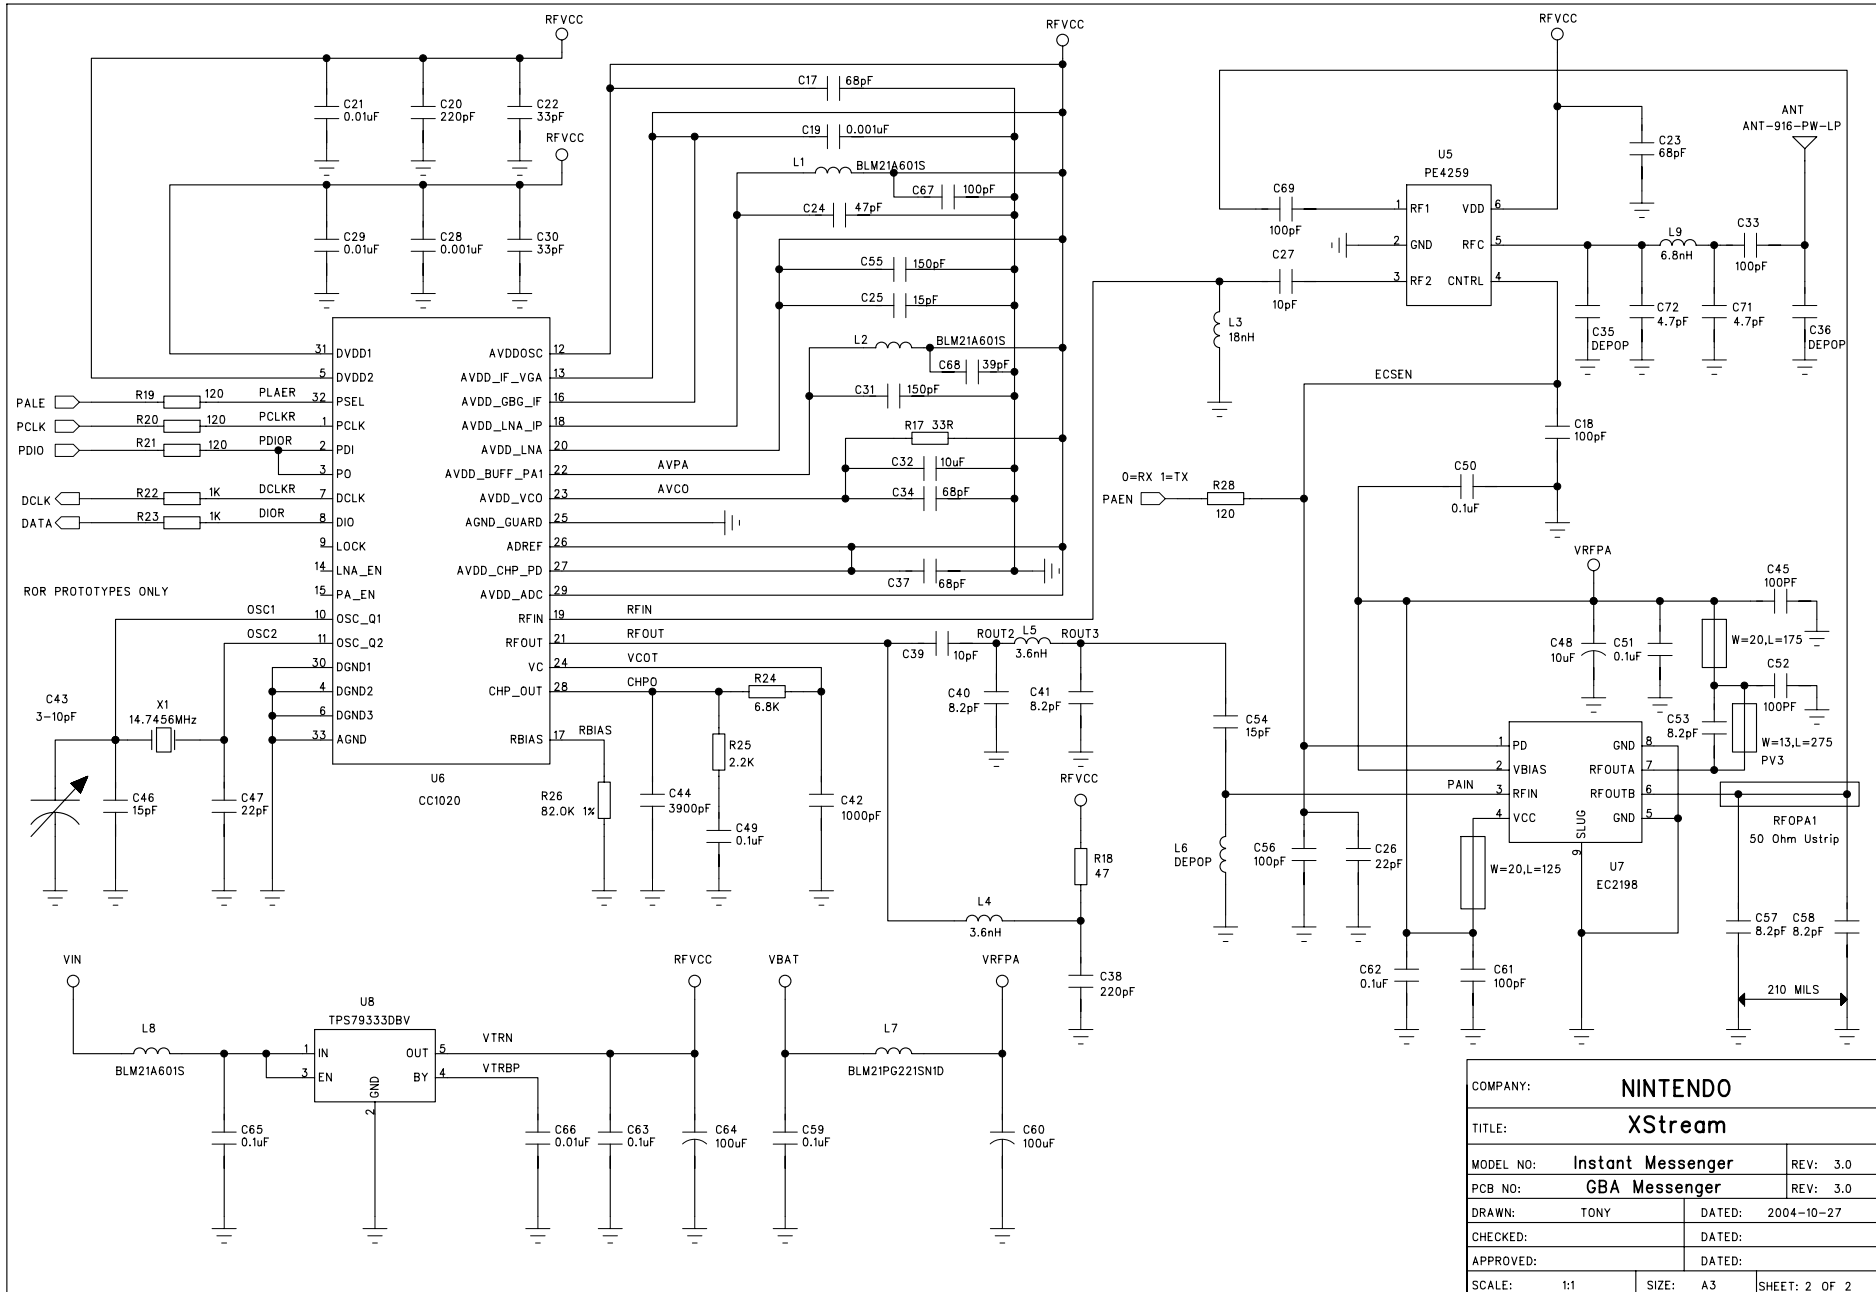 RFVCC
C21
0.01uF
C20
220pF
C22
33pF
RFVCC
C29
0.01uF
C28
0.001uF
C30
33pF
RFVCC
C17 68pF
C19 0.001uF
L1 BLM21A601S
C67 100pF
C24 47pF
C55 150pF
C25 15pF
L2 BLM21A601S
C68 39pF
C31 150pF
R17 33R
C32 10uF
C34 68pF
C37 68pF
AVPA
AVCO
31 DVDD1
5 DVDD2
32 PSEL
1 PCLK
2 PDI
3 PO
7 DCLK
8 DIO
9 LOCK
14 LNA_EN
15 PA_EN
10 OSC_Q1
11 OSC_Q2
30 DGND1
4 DGND2
6 DGND3
33 AGND
AVDDOSC 12
AVDD_IF_VGA 13
AVDD_GBG_IF 16
AVDD_LNA_IP 18
AVDD_LNA 20
AVDD_BUFF_PA1 22
AVDD_VCO 23
AGND_GUARD 25
ADREF 26
AVDD_CHP_PD 27
AVDD_ADC 29
RFIN 19
RFOUT 21
VC 24
CHP_OUT 28
RBIAS 17
U6
CC1020
PALE R19 120 PLAER
PCLK R20 120 PCLKR
PDIO R21 120 PDIOR
DCLK R22 1K DCLKR
DATA R23 1K DIOR
ROR PROTOTYPES ONLY
OSC1
OSC2
C43
3-10pF
X1
14.7456MHz
C46
15pF
C47
22pF
RFIN
RFOUT
VCOT
CHPO
RBIAS
R24
6.8K
R25
2.2K
R26
82.0K 1%
C44
3900pF
C49
0.1uF
C42
1000pF
C39 10pF
ROUT2 L5 ROUT3
3.6nH
C40
8.2pF
C41
8.2pF
RFVCC
R18
47
L4
3.6nH
C38
220pF
RFVCC
C23
68pF
ANT
ANT-916-PW-LP
U5
PE4259
1 RF1
2 GND
3 RF2
VDD 6
RFC 5
CNTRL 4
C69
100pF
C27
10pF
L3
18nH
L9
6.8nH
C33
100pF
C35
DEPOP
C72
4.7pF
C71
4.7pF
C36
DEPOP
ECSEN
C18
100pF
C50
0.1uF
0=RX 1=TX
PAEN
R28
120
VRFPA
C45
100PF
C48
10uF
C51
0.1uF
W=20,L=175
C52
100PF
C53
8.2pF
W=13,L=275
PV3
C54
15pF
PAIN
L6
DEPOP
C56
100pF
C26
22pF
1 PD
2 VBIAS
3 RFIN
4 VCC
GND 8
RFOUTA 7
RFOUTB 6
GND 5
SLUG
9
U7
EC2198
W=20,L=125
RFOPA1
50 Ohm Ustrip
C57
8.2pF
C58
8.2pF
C62
0.1uF
C61
100pF
210 MILS
VIN
L8
BLM21A601S
C65
0.1uF
U8
TPS79333DBV
1 IN
3 EN
OUT 5
BY 4
GND
2
VTRN
VTRBP
C66
0.01uF
C63
0.1uF
RFVCC
C64
100uF
VBAT
L7
BLM21PG221SN1D
C59
0.1uF
VRFPA
C60
100uF
COMPANY: NINTENDO
TITLE: XStream
MODEL NO: Instant Messenger REV: 3.0
PCB NO: GBA Messenger REV: 3.0
DRAWN: TONY DATED: 2004-10-27
CHECKED: DATED:
APPROVED: DATED:
SCALE: 1:1 SIZE: A3 SHEET: 2 OF 2